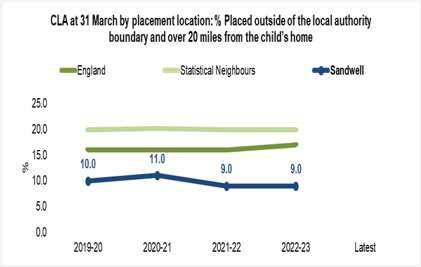 CLA at 31 March by placement location: % Placed outside of the local authority
boundary and over 20 miles from the child's home
England
Statistical Neighbours
Sandwell
25.0
20.0
15.0
10.0
5.0
0.0
%
10.0
11.0
9.0
9.0
2019-20
2020-21
2021-22
2022-23
Latest